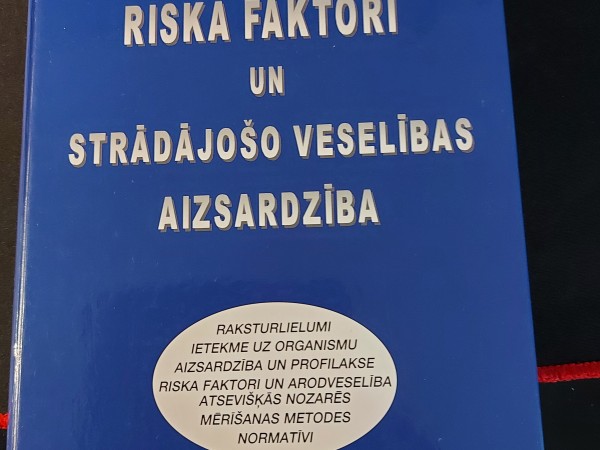 RISKA FAKTORI
UN
STRĀDĀJOŠO VESELĪBAS
AIZSARDZĪBA
RAKSTURLIELUMI
IETEKME UZ ORGANISMU
AIZSARDZĪBA UN PROFILAKSE
RISKA FAKTORI UN ARODVESELĪBA
ATSEVIŠĶĀS NOZARĒS
MĒRĪŠANAS METODES
NORMATĪVI